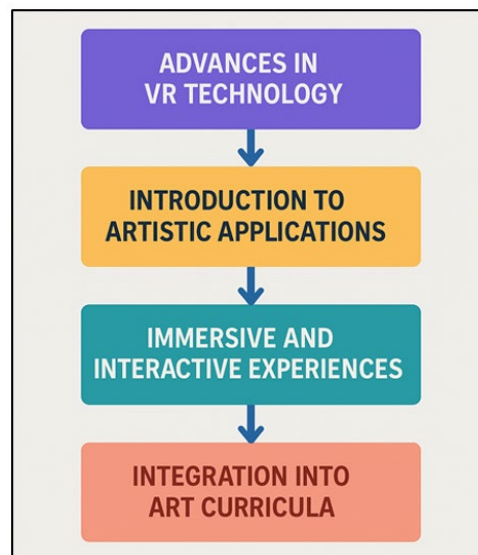 ADVANCES IN
VR TECHNOLOGY
INTRODUCTION TO
ARTISTIC APPLICATIONS
IMMERSIVE AND
INTERACTIVE EXPERIENCES
INTEGRATION INTO
ART CURRICULA